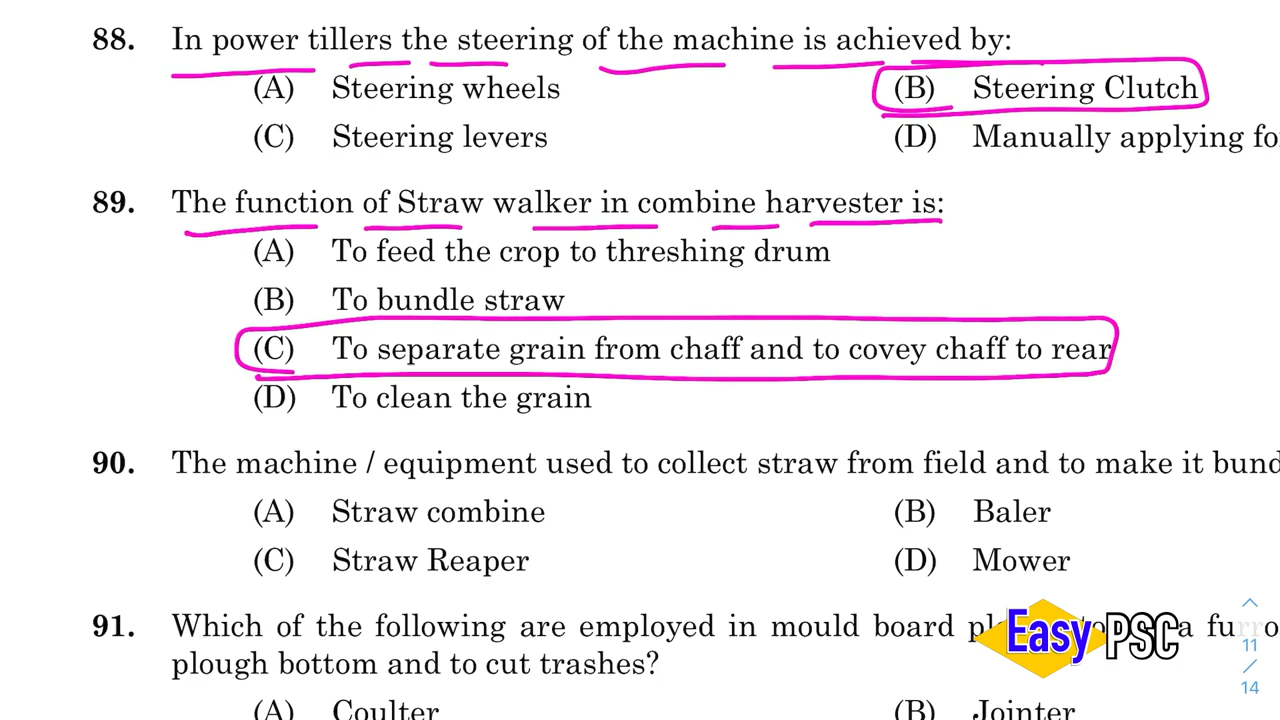 88. In power tillers the steering of the machine is achieved by:
(A) Steering wheels (B) Steering Clutch
(C) Steering levers (D) Manually applying
89. The function of Straw walker in combine harvester is:
(A) To feed the crop to threshing drum
(B) To bundle straw
(C) To separate grain from chaff and to covey chaff to rear
(D) To clean the grain
90. The machine / equipment used to collect straw from field and to make it
(A) Straw combine (B) Baler
(C) Straw Reaper (D) Mower
91. Which of the following are employed in mould board a
plough bottom and to cut trashes?
(A) Coulter (B) Jointer
Easy PSC
11
/
14